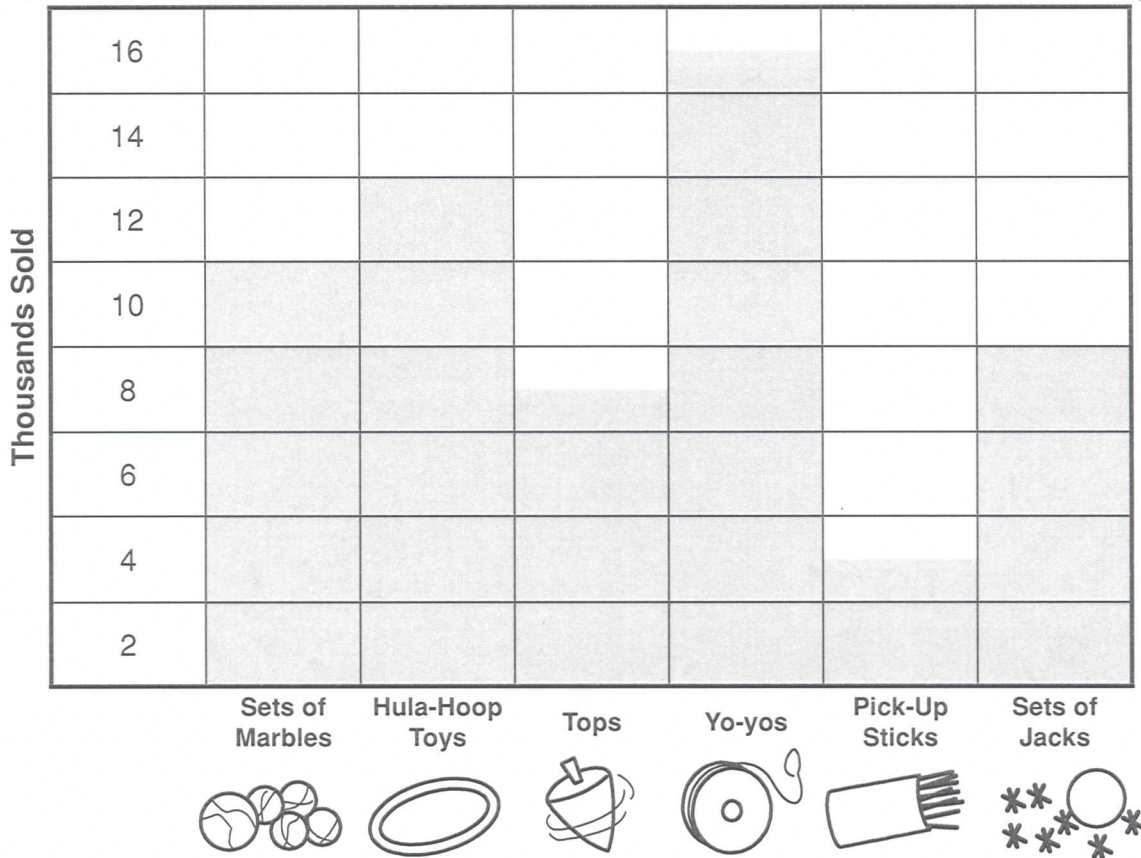 Thousands Sold
16
14
12
10
8
6
4
2
Sets of
Marbles
Hula-Hoop
Toys
Tops
Yo-yos
Pick-Up
Sticks
Sets of
Jacks